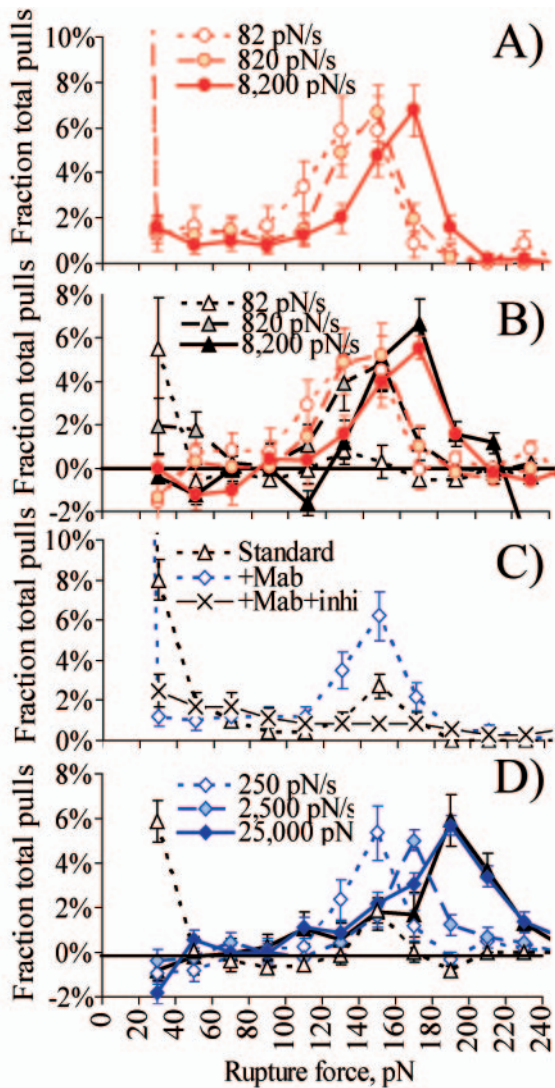 A)
82 pN/s
820 pN/s
8,200 pN/s
10%
8%
6%
4%
2%
0%
Fraction total pulls
B)
82 pN/s
820 pN/s
8,200 pN/s
8%
6%
4%
2%
0%
-2%
Fraction total pulls
C)
Standard
+Mab
+Mab+inhi
10%
8%
6%
4%
2%
0%
Fraction total pulls
D)
250 pN/s
2,500 pN/s
25,000 pN
8%
6%
4%
2%
0%
-2%
Fraction total pulls
0 20 40 60 80 100 120 140 160 180 200 220 240
Rupture force, pN